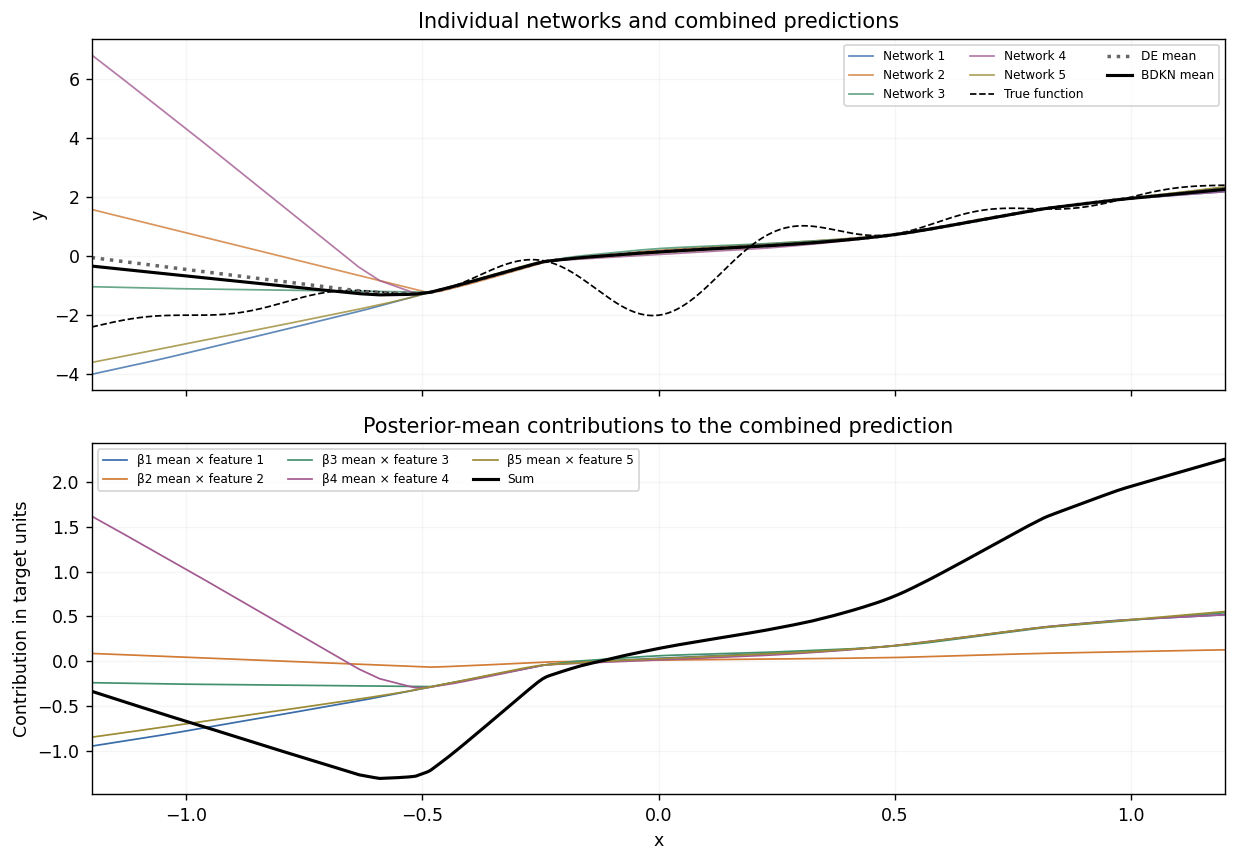 Individual networks and combined predictions
Network 1
Network 2
Network 3
Network 4
Network 5
True function
DE mean
BDKN mean
6
4
2
0
−2
−4
y
Posterior-mean contributions to the combined prediction
β1 mean × feature 1
β2 mean × feature 2
β3 mean × feature 3
β4 mean × feature 4
β5 mean × feature 5
Sum
2.0
1.5
1.0
0.5
0.0
−0.5
−1.0
Contribution in target units
−1.0
−0.5
0.0
0.5
1.0
x